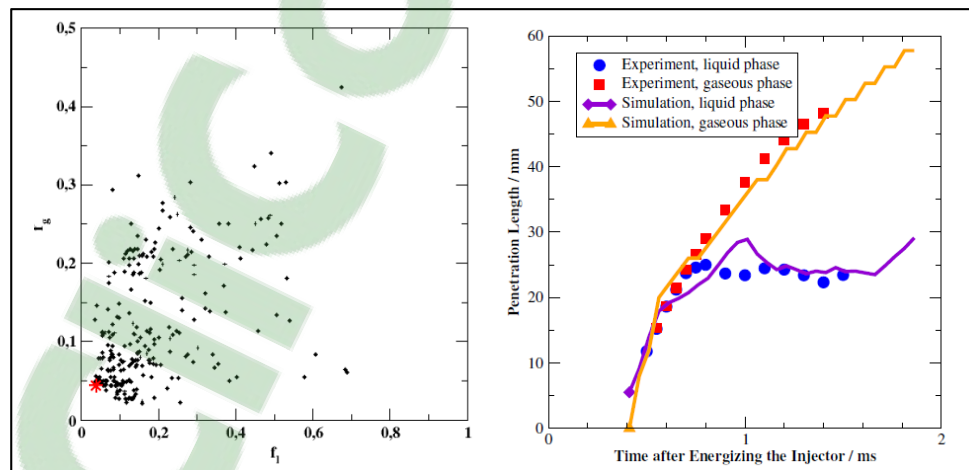 0,5
0,4
0,3
0,2
0,1
0
f_g
0 0,2 0,4 0,6 0,8 1
f_l
60
50
40
30
20
10
0
Penetration Length / mm
Experiment, liquid phase
Experiment, gaseous phase
Simulation, liquid phase
Simulation, gaseous phase
0 1 2
Time after Energizing the Injector / ms